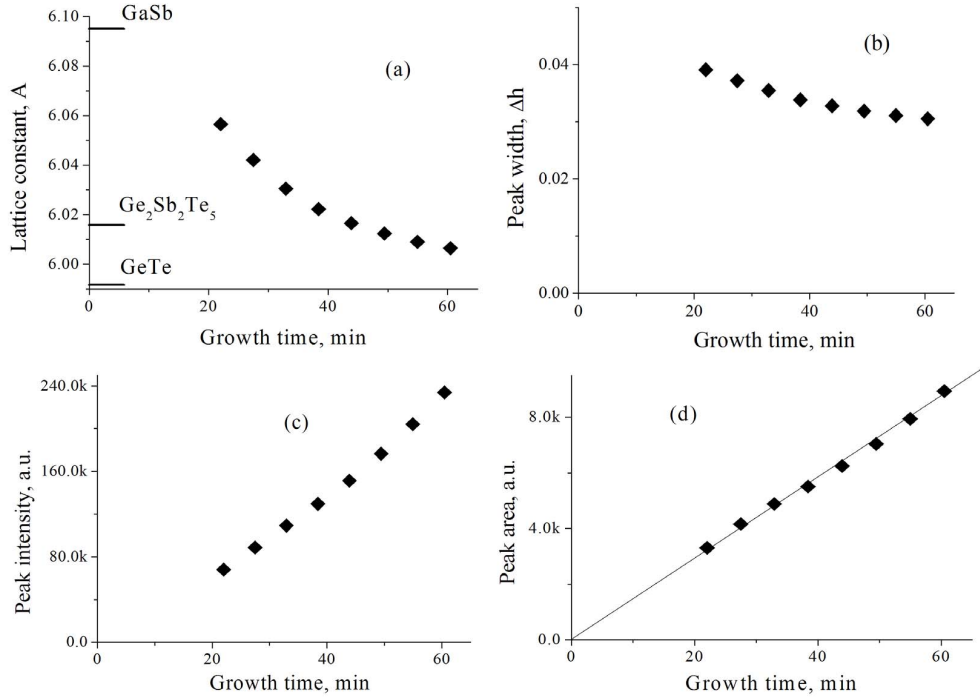 6.10
GaSb
6.08
6.06
6.04
6.02
6.00
Lattice constant, A
(a)
Ge₂Sb₂Te₅
GeTe
0
20
40
60
Growth time, min
0.04
0.02
0.00
Peak width, Δh
(b)
0
20
40
60
Growth time, min
240.0k
160.0k
80.0k
0.0
Peak intensity, a.u.
(c)
0
20
40
60
Growth time, min
8.0k
4.0k
0.0
Peak area, a.u.
(d)
0
20
40
60
Growth time, min